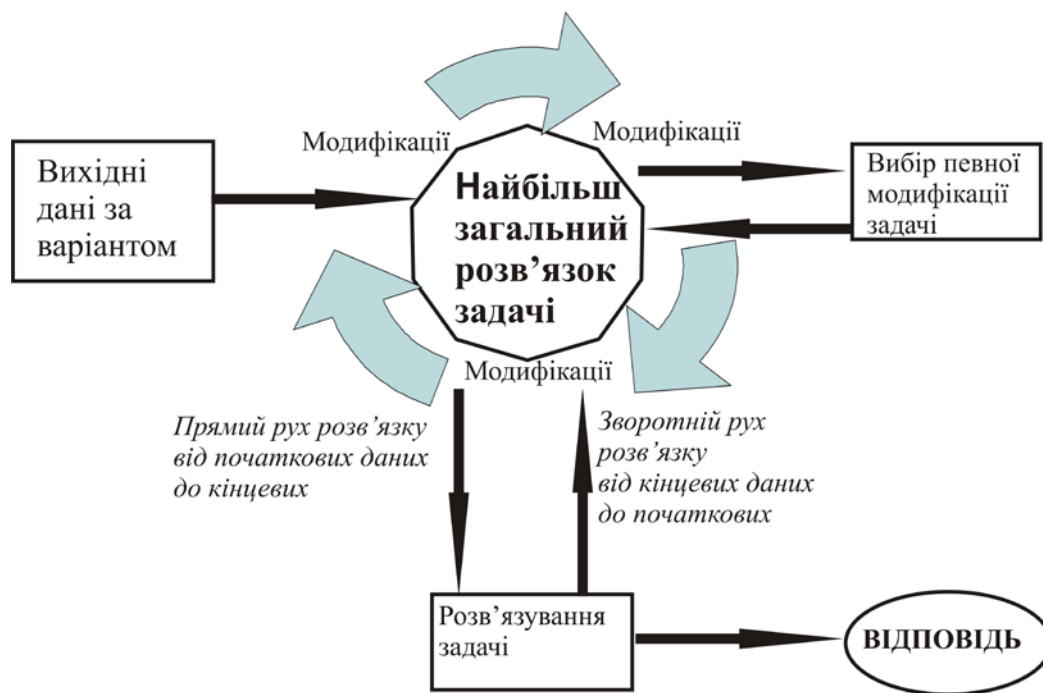 Модифікації
Модифікації
Вихідні
дані за
варіантом
Найбільш
загальний
розв’язок
задачі
Вибір певної
модифікації
задачі
Модифікації
Прямий рух розв’язку
від початкових даних
до кінцевих
Зворотній рух
розв’язку
від кінцевих даних
до початкових
Розв’язування
задачі
ВІДПОВІДЬ